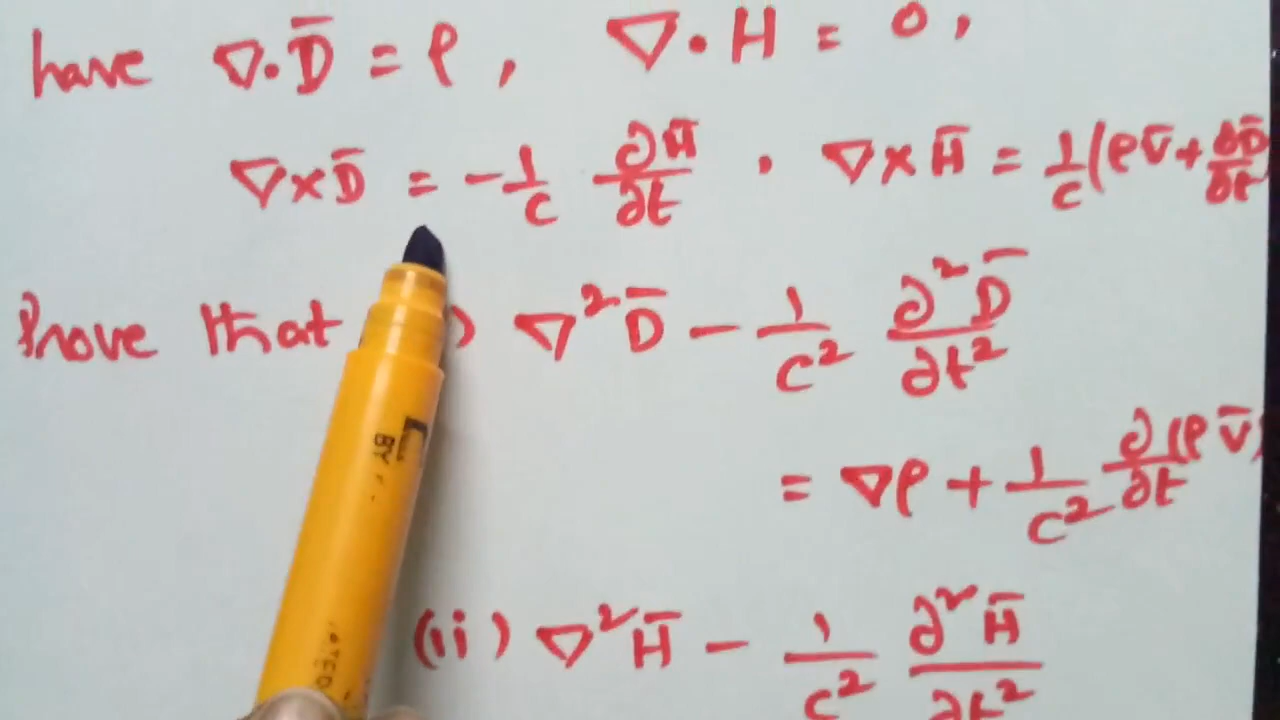 have ∇·D̅ = ρ, ∇·H = 0,
∇×D̅ = -1/c ∂H̅/∂t . ∇×H̅ = 1/c (ρv̅ + ∂D̅/∂t
Prove that ) ∇²D̅ - 1/c² ∂²D̅/∂t²
= ∇ρ + 1/c² ∂(ρv̅)/∂t
(ii) ∇²H̅ - 1/c² ∂²H̅/∂t²
BY